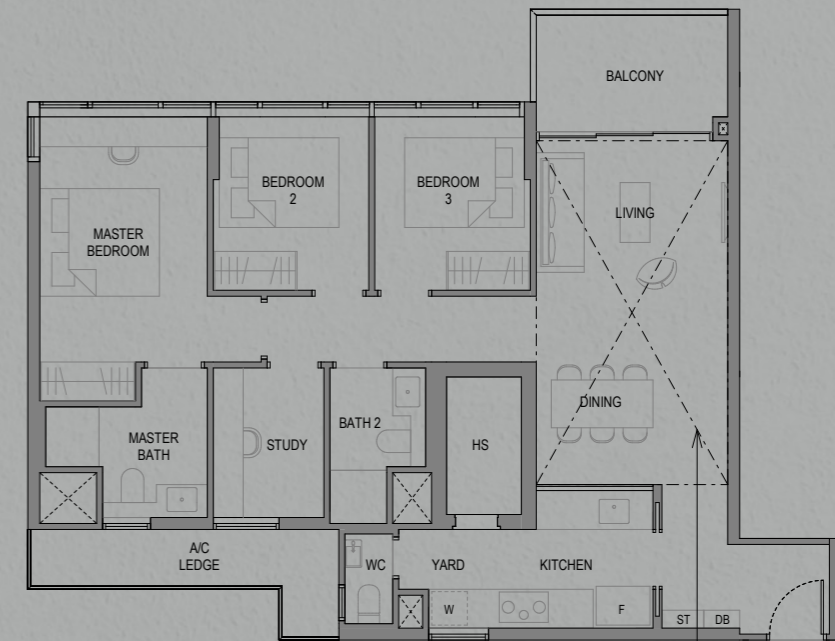 BALCONY
MASTER
BEDROOM
BEDROOM
2
BEDROOM
3
LIVING
DINING
MASTER
BATH
STUDY
BATH 2
HS
A/C
LEDGE
WC
YARD
KITCHEN
W
F
ST
DB